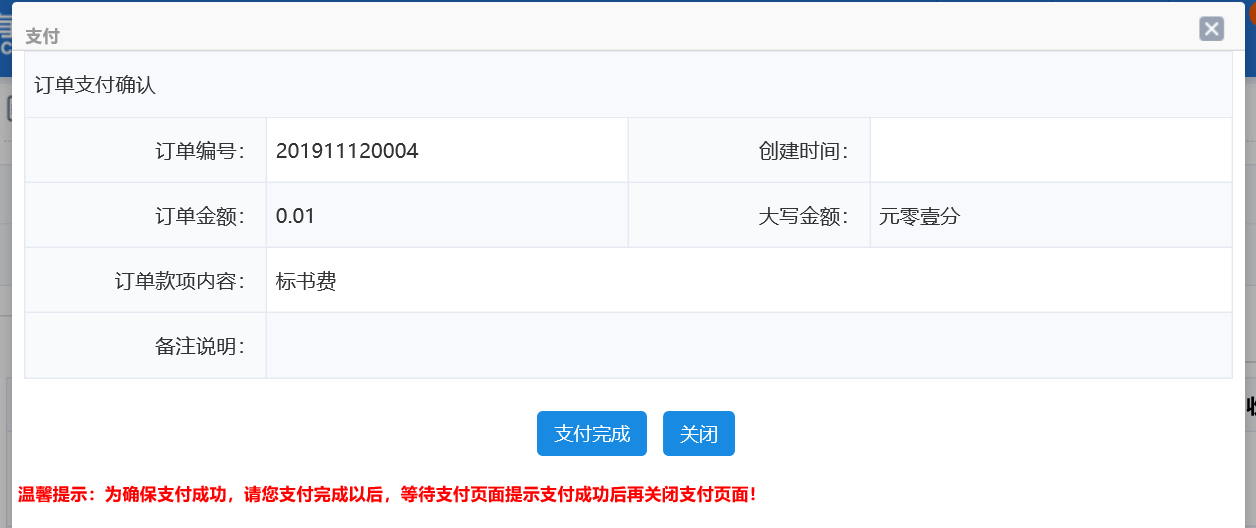 支付
订单支付确认
订单编号： 201911120004 创建时间：
订单金额： 0.01 大写金额： 元零壹分
订单款项内容： 标书费
备注说明：
支付完成 关闭
温馨提示：为确保支付成功，请您支付完成以后，等待支付页面提示支付成功后再关闭支付页面！